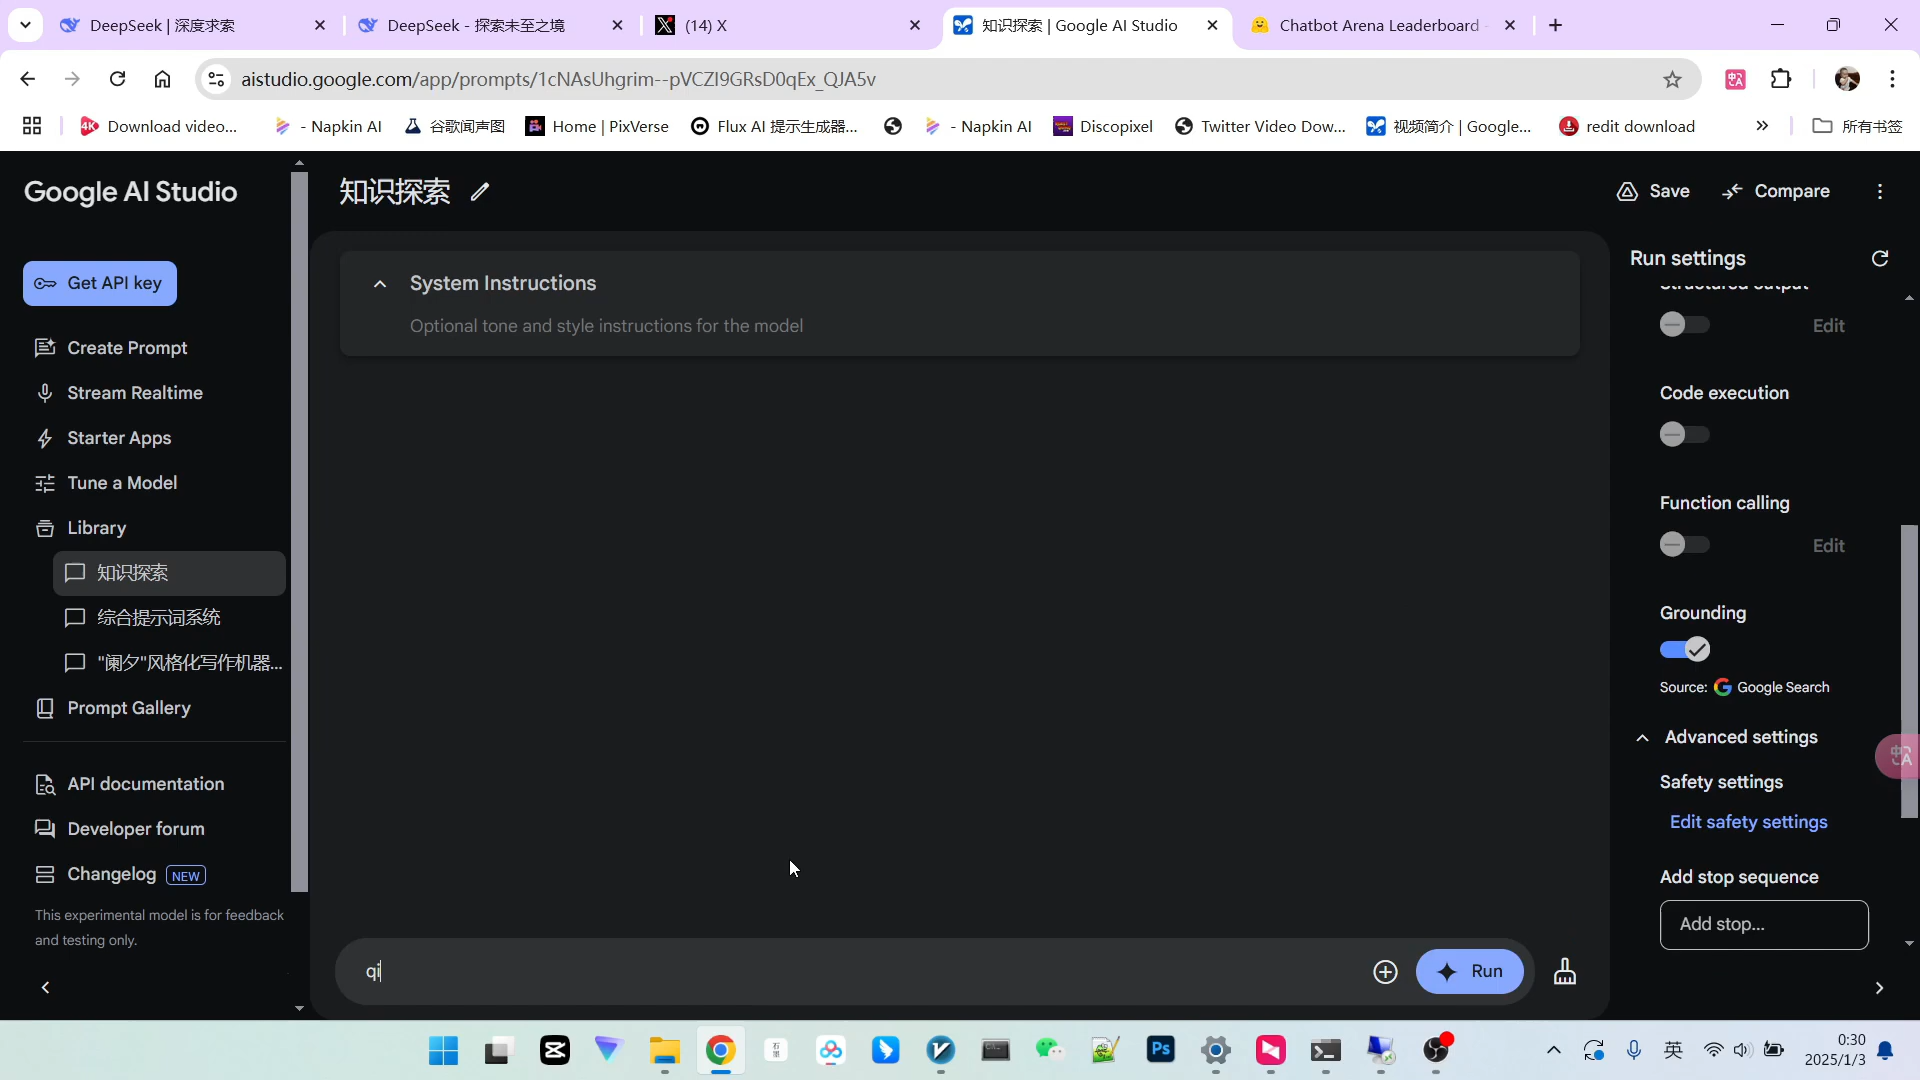 DeepSeek | 深度求索
DeepSeek - 探索未至之境
(14) X
知识探索 | Google AI Studio
Chatbot Arena Leaderboard
aistudio.google.com/app/prompts/1cNAsUhgrim--pVCZI9GRsD0qEx_QJA5v
Download video...
- Napkin AI
谷歌闻声图
Home | PixVerse
Flux AI 提示生成器...
- Napkin AI
Discopixel
Twitter Video Dow...
视频简介 | Google...
redit download
所有书签
Google AI Studio
知识探索
Save
Compare
Get API key
Create Prompt
Stream Realtime
Starter Apps
Tune a Model
Library
知识探索
综合提示词系统
"阑夕"风格化写作机器...
Prompt Gallery
API documentation
Developer forum
Changelog NEW
This experimental model is for feedback
and testing only.
System Instructions
Optional tone and style instructions for the model
qi
Run
Run settings
Structured output
Edit
Code execution
Function calling
Edit
Grounding
Source: Google Search
Advanced settings
Safety settings
Edit safety settings
Add stop sequence
Add stop...
英
0:30
2025/1/3